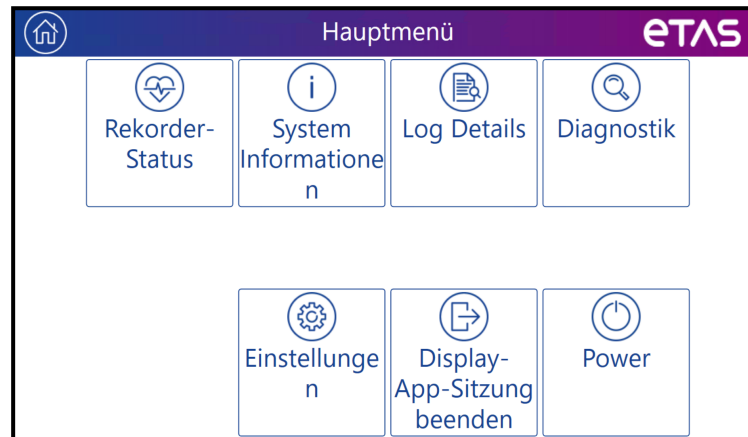 Hauptmenü
eTAS
Rekorder-
Status
System
Informatione
n
Log Details
Diagnostik
Einstellunge
n
Display-
App-Sitzung
beenden
Power